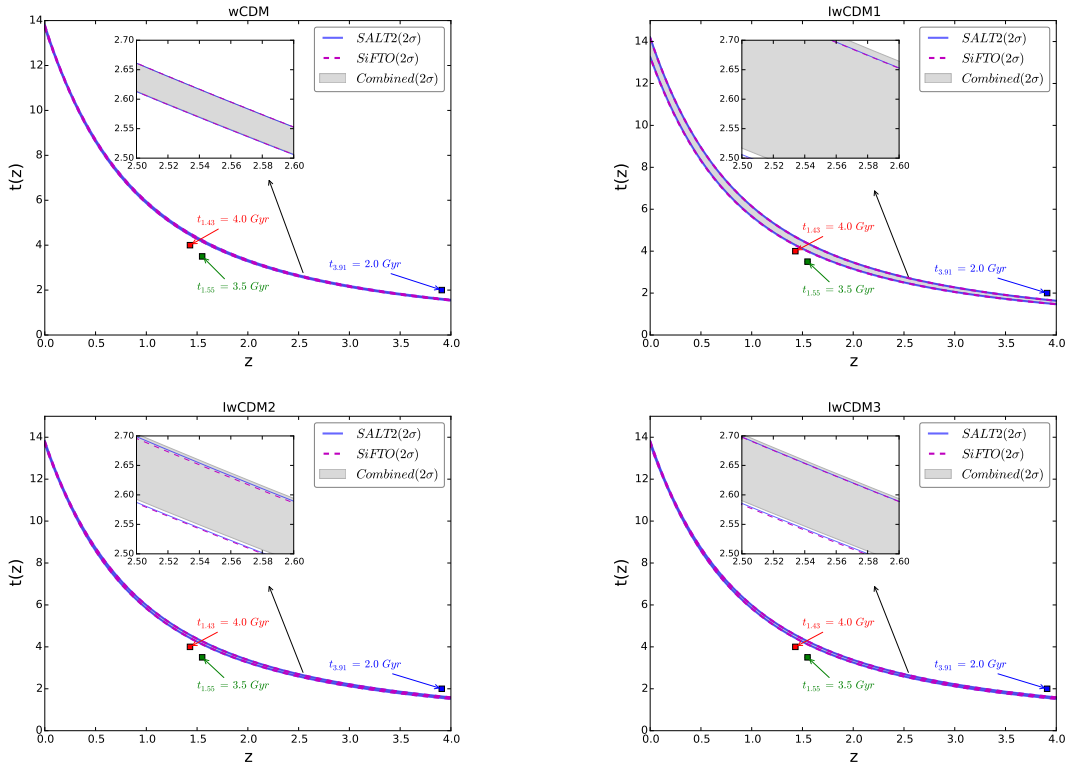 wCDM
14
12
10
8
6
4
2
0
t(z)
0.0 0.5 1.0 1.5 2.0 2.5 3.0 3.5 4.0
z
2.70
2.65
2.60
2.55
2.50
2.50 2.52 2.54 2.56 2.58 2.60
SALT2(2σ)
SiFTO(2σ)
Combined(2σ)
t1.43 = 4.0 Gyr
t3.91 = 2.0 Gyr
t1.55 = 3.5 Gyr
IwCDM1
14
12
10
8
6
4
2
0
t(z)
0.0 0.5 1.0 1.5 2.0 2.5 3.0 3.5 4.0
z
2.70
2.65
2.60
2.55
2.50
2.50 2.52 2.54 2.56 2.58 2.60
SALT2(2σ)
SiFTO(2σ)
Combined(2σ)
t1.43 = 4.0 Gyr
t3.91 = 2.0 Gyr
t1.55 = 3.5 Gyr
IwCDM2
14
12
10
8
6
4
2
0
t(z)
0.0 0.5 1.0 1.5 2.0 2.5 3.0 3.5 4.0
z
2.70
2.65
2.60
2.55
2.50
2.50 2.52 2.54 2.56 2.58 2.60
SALT2(2σ)
SiFTO(2σ)
Combined(2σ)
t1.43 = 4.0 Gyr
t3.91 = 2.0 Gyr
t1.55 = 3.5 Gyr
IwCDM3
14
12
10
8
6
4
2
0
t(z)
0.0 0.5 1.0 1.5 2.0 2.5 3.0 3.5 4.0
z
2.70
2.65
2.60
2.55
2.50
2.50 2.52 2.54 2.56 2.58 2.60
SALT2(2σ)
SiFTO(2σ)
Combined(2σ)
t1.43 = 4.0 Gyr
t3.91 = 2.0 Gyr
t1.55 = 3.5 Gyr